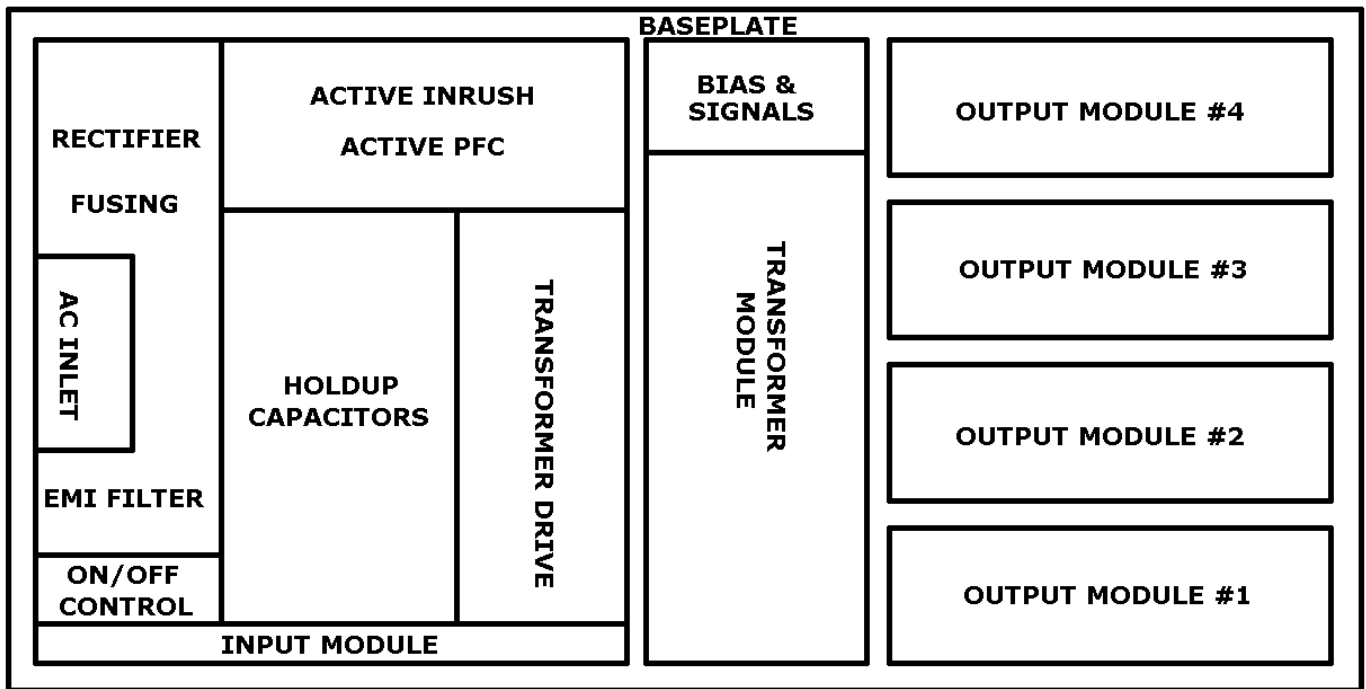 BASEPLATE
RECTIFIER
FUSING
AC INLET
EMI FILTER
ON/OFF
CONTROL
ACTIVE INRUSH
ACTIVE PFC
HOLDUP
CAPACITORS
TRANSFORMER DRIVE
INPUT MODULE
BIAS &
SIGNALS
TRANSFORMER
MODULE
OUTPUT MODULE #4
OUTPUT MODULE #3
OUTPUT MODULE #2
OUTPUT MODULE #1